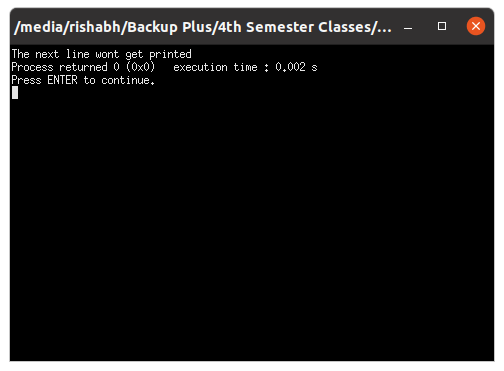 /media/rishabh/Backup Plus/4th Semester Classes/...
The next line wont get printed
Process returned 0 (0x0)   execution time : 0.002 s
Press ENTER to continue.